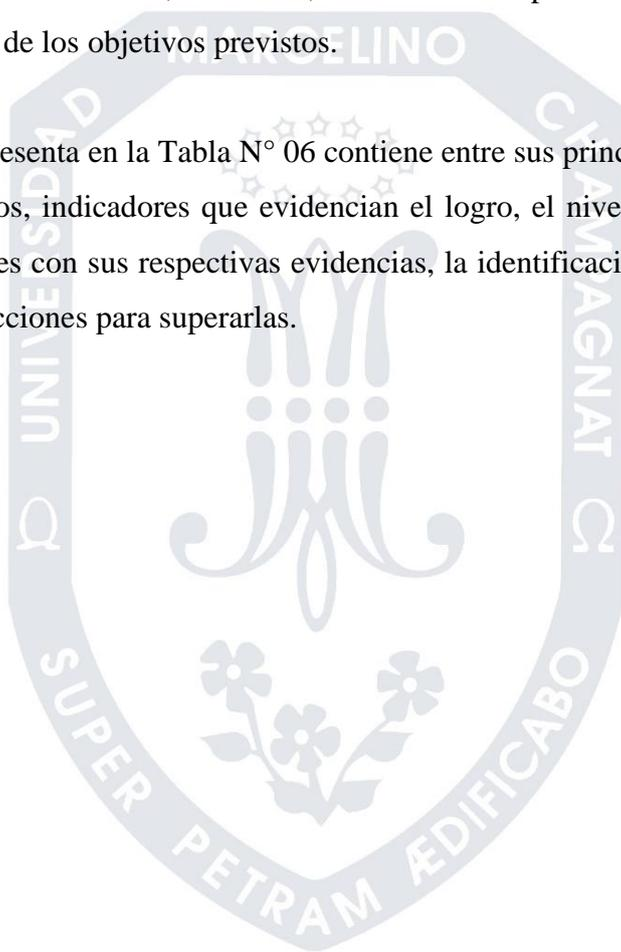 de los objetivos previstos.
esenta en la Tabla N° 06 contiene entre sus princ
os, indicadores que evidencian el logro, el nive
es con sus respectivas evidencias, la identificaci
cciones para superarlas.
UNIVERSIDAD MARCELINO CHAMPAGNAT
Ω Ω
SUPER PETRAM ÆDIFICABO